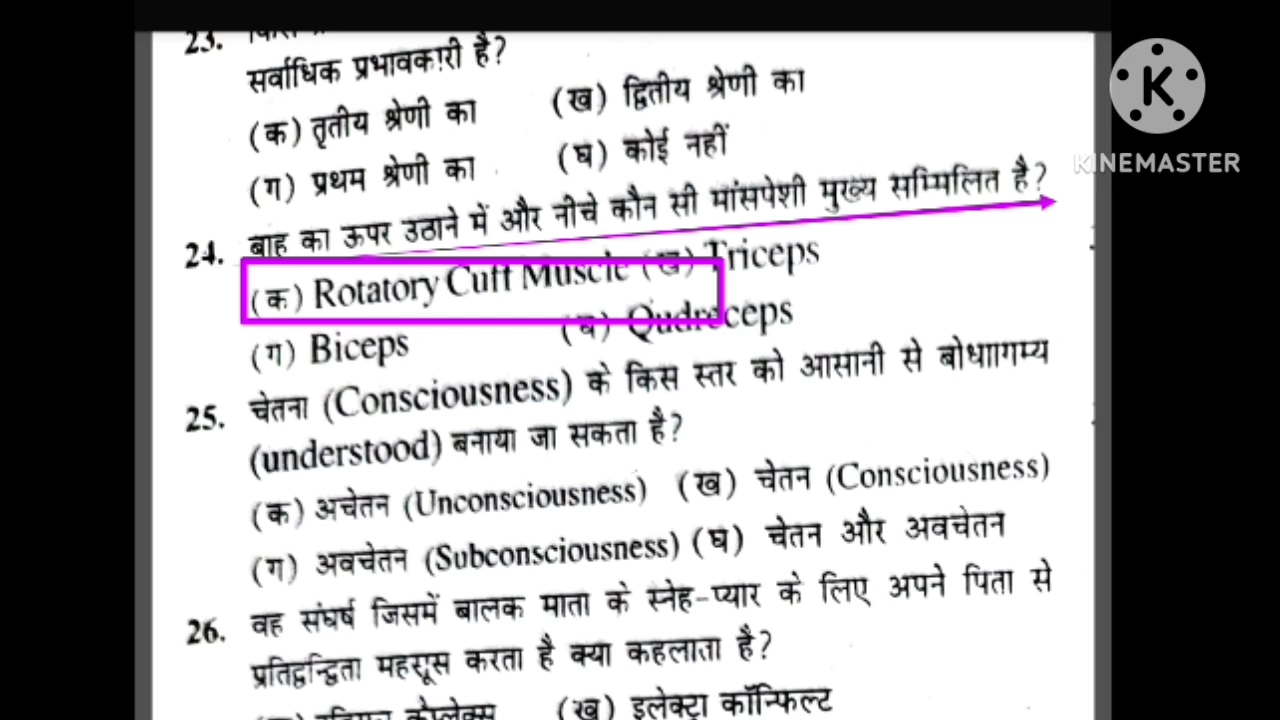 23.
सर्वाधिक प्रभावकारी है?
(क) तृतीय श्रेणी का (ख) द्वितीय श्रेणी का
(ग) प्रथम श्रेणी का (घ) कोई नहीं
24. बाह का ऊपर उठाने में और नीचे कौन सी मांसपेशी मुख्य सम्मिलित है?
(क) Rotatory Cuff Muscle (ख) Triceps
(ग) Biceps (घ) Qudreceps
25. चेतना (Consciousness) के किस स्तर को आसानी से बोधाागम्य
(understood) बनाया जा सकता है?
(क) अचेतन (Unconsciousness) (ख) चेतन (Consciousness)
(ग) अवचेतन (Subconsciousness) (घ) चेतन और अवचेतन
26. वह संघर्ष जिसमें बालक माता के स्नेह-प्यार के लिए अपने पिता से
प्रतिद्वन्द्विता महसूस करता है क्या कहलाता है?
(ख) इलेक्ट्रा कॉन्फिल्ट
K
KINEMASTER